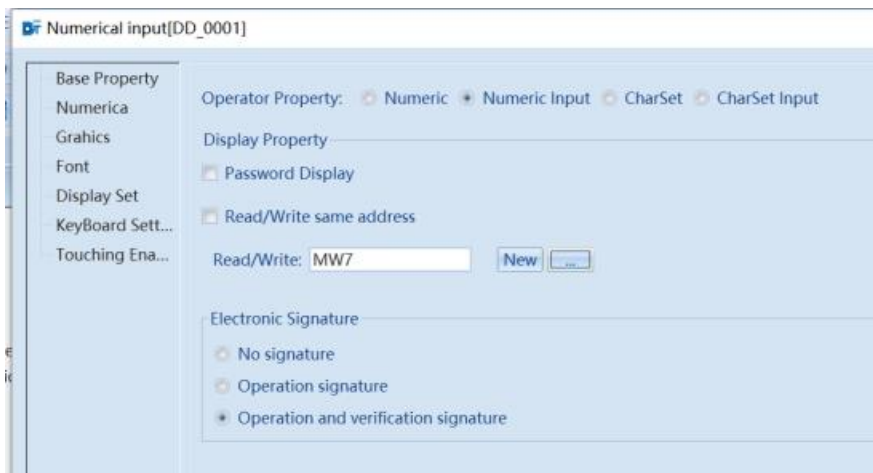 DT Numerical input[DD_0001]
Base Property
Numerica
Grahics
Font
Display Set
KeyBoard Sett...
Touching Ena...
Operator Property: Numeric Numeric Input CharSet CharSet Input
Display Property
Password Display
Read/Write same address
Read/Write: MW7 New ...
Electronic Signature
No signature
Operation signature
Operation and verification signature